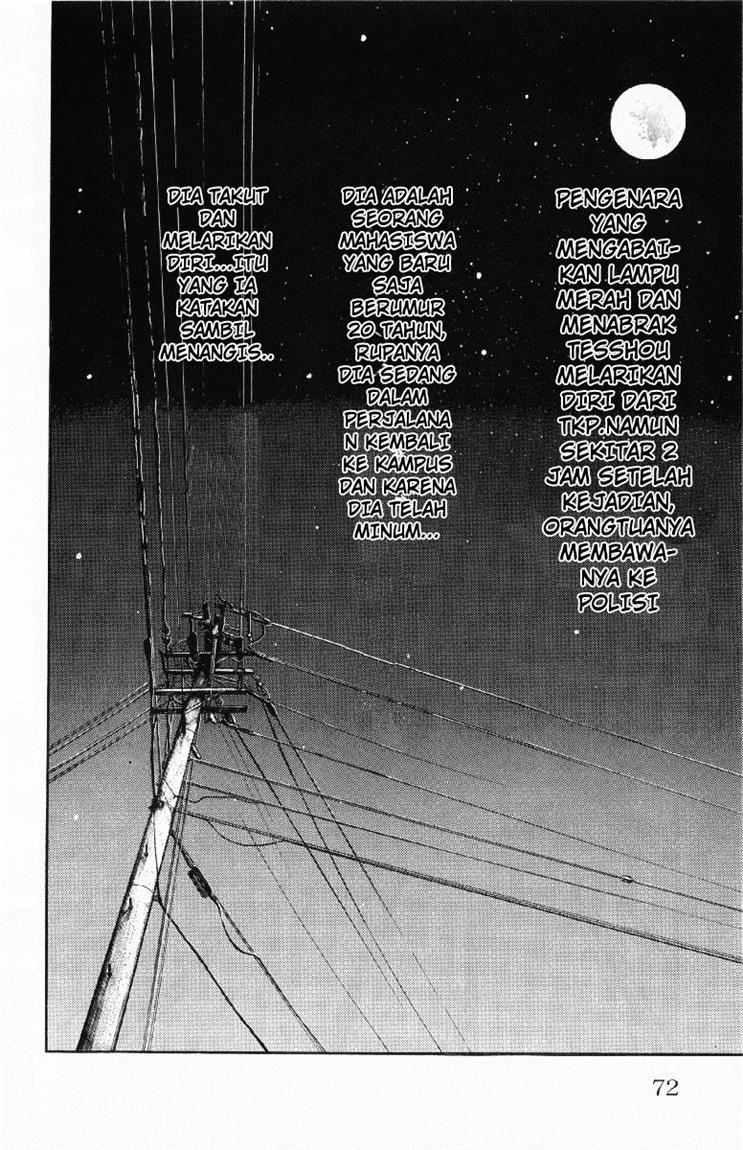 PENGENARA
YANG
MENGABAI-
KAN LAMPU
MERAH DAN
MENABRAK
TESSHOU
MELARIKAN
DIRI DARI
TKP.NAMUN
SEKITAR 2
JAM SETELAH
KEJADIAN,
ORANGTUANYA
MEMBAWA-
NYA KE
POLISI
DIA ADALAH
SEORANG
MAHASISWA
YANG BARU
SAJA
BERUMUR
20 TAHUN,
RUPANYA
DIA SEDANG
DALAM
PERJALANA
N KEMBALI
KE KAMPUS
DAN KARENA
DIA TELAH
MINUM...
DIA TAKUT
DAN
MELARIKAN
DIRI...ITU
YANG IA
KATAKAN
SAMBIL
MENANGIS..
72